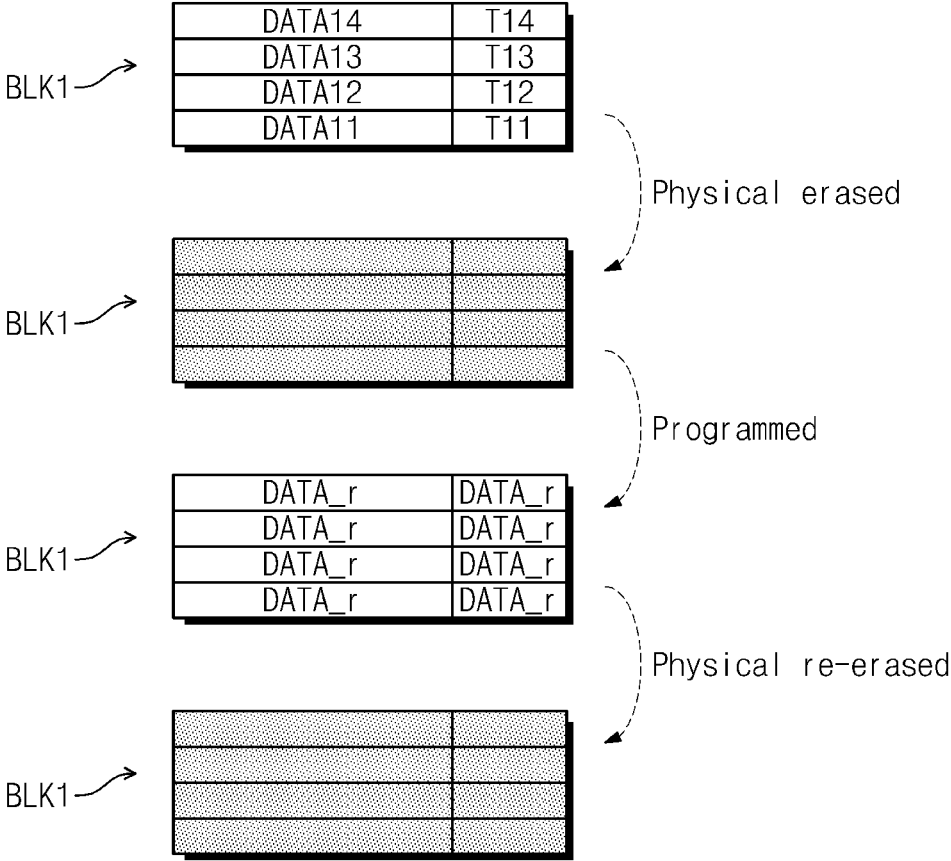 DATA14 T14
DATA13 T13
BLK1
DATA12 T12
DATA11 T11
Physical erased
BLK1
Programmed
DATA_r DATA_r
DATA_r DATA_r
BLK1
DATA_r DATA_r
DATA_r DATA_r
Physical re-erased
BLK1